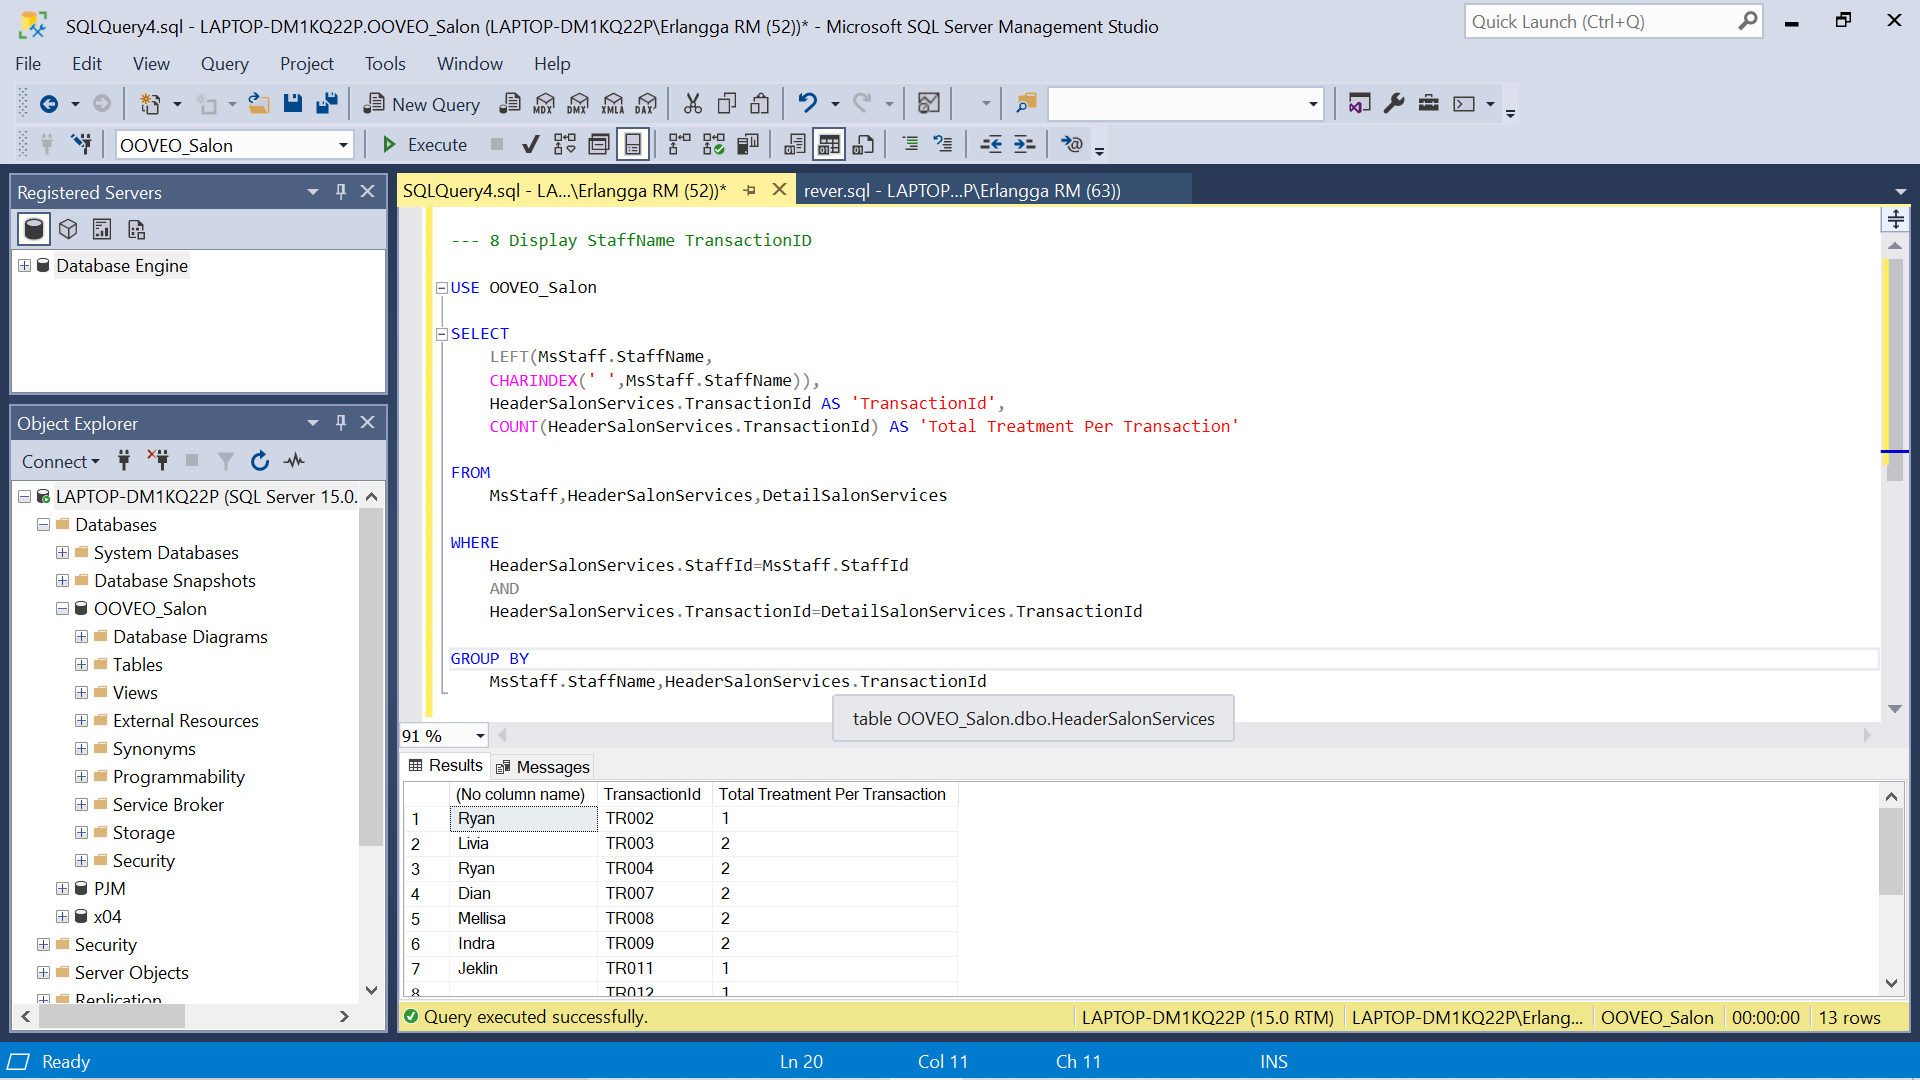 SQLQuery4.sql - LAPTOP-DM1KQ22P.OOVEO_Salon (LAPTOP-DM1KQ22P\Erlangga RM (52))* - Microsoft SQL Server Management Studio
Quick Launch (Ctrl+Q)
File Edit View Query Project Tools Window Help
New Query MDX DMX XMLA DAX
OOVEO_Salon Execute
Registered Servers
Database Engine
Object Explorer
Connect
LAPTOP-DM1KQ22P (SQL Server 15.0.
Databases
System Databases
Database Snapshots
OOVEO_Salon
Database Diagrams
Tables
Views
External Resources
Synonyms
Programmability
Service Broker
Storage
Security
PJM
x04
Security
Server Objects
Replication
SQLQuery4.sql - LA...\Erlangga RM (52))* rever.sql - LAPTOP...P\Erlangga RM (63))
--- 8 Display StaffName TransactionID
USE OOVEO_Salon
SELECT
LEFT(MsStaff.StaffName,
CHARINDEX(' ',MsStaff.StaffName)),
HeaderSalonServices.TransactionId AS 'TransactionId',
COUNT(HeaderSalonServices.TransactionId) AS 'Total Treatment Per Transaction'
FROM
MsStaff,HeaderSalonServices,DetailSalonServices
WHERE
HeaderSalonServices.StaffId=MsStaff.StaffId
AND
HeaderSalonServices.TransactionId=DetailSalonServices.TransactionId
GROUP BY
MsStaff.StaffName,HeaderSalonServices.TransactionId
table OOVEO_Salon.dbo.HeaderSalonServices
91 %
Results Messages
(No column name) TransactionId Total Treatment Per Transaction
1 Ryan TR002 1
2 Livia TR003 2
3 Ryan TR004 2
4 Dian TR007 2
5 Mellisa TR008 2
6 Indra TR009 2
7 Jeklin TR011 1
8 TR012 1
Query executed successfully. LAPTOP-DM1KQ22P (15.0 RTM) LAPTOP-DM1KQ22P\Erlang... OOVEO_Salon 00:00:00 13 rows
Ready Ln 20 Col 11 Ch 11 INS